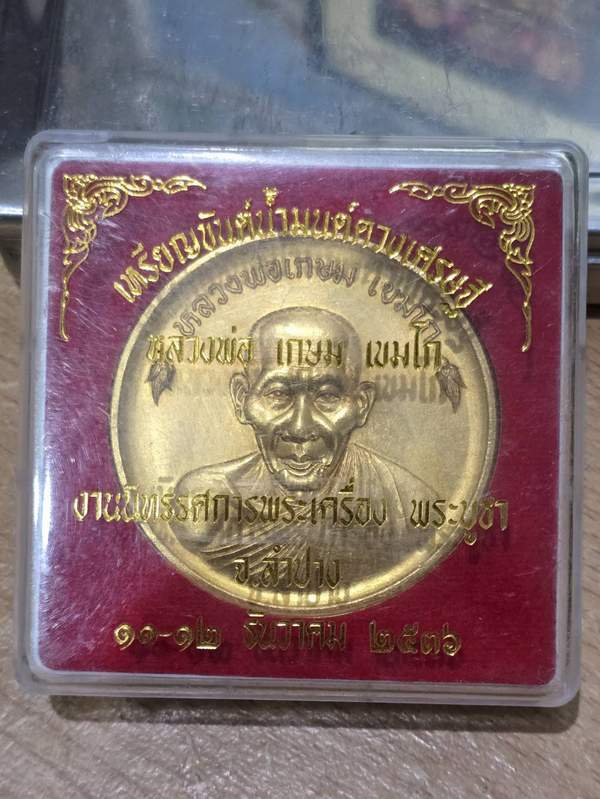 เหรียญขันต์น้ำมนต์ดวงเศรษฐี
หลวงพ่อเกษม เขมโก
หลวงพ่อ เกษม เขมโก
งานนิทรรศการพระเครื่อง พระบูชา
จ.ลำปาง
๑๑-๑๒ ธันวาคม ๒๕๓๖